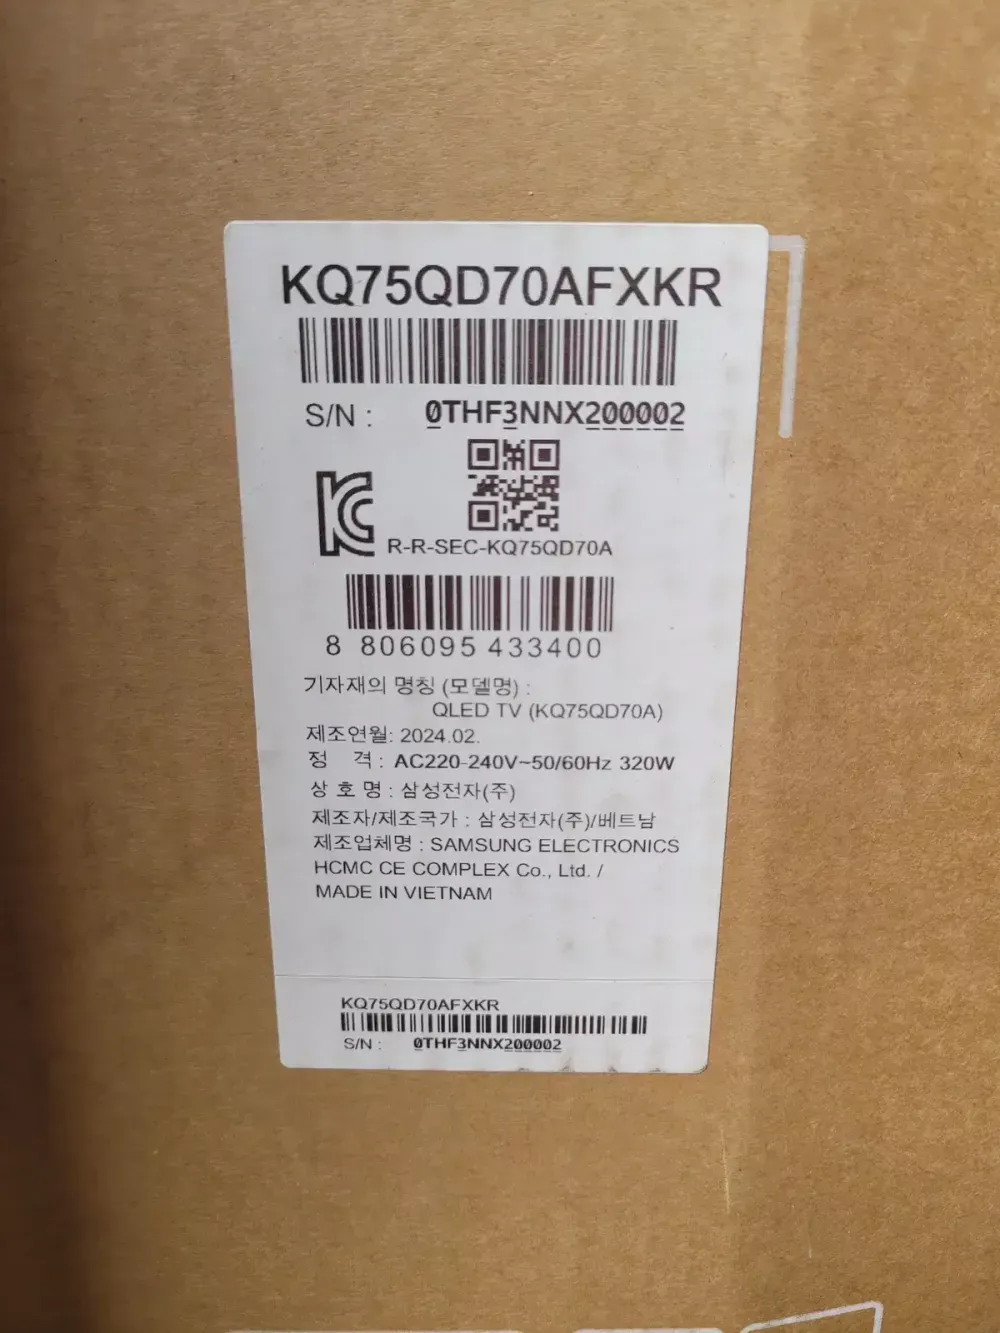 KQ75QD70AFXKR
S/N : 0THF3NNX200002
R-R-SEC-KQ75QD70A
8 806095 433400
기자재의 명칭 (모델명) :
QLED TV (KQ75QD70A)
제조연월: 2024.02.
정 격 : AC220-240V~50/60Hz 320W
상 호 명 : 삼성전자(주)
제조자/제조국가 : 삼성전자(주)/베트남
제조업체명 : SAMSUNG ELECTRONICS
HCMC CE COMPLEX Co., Ltd. /
MADE IN VIETNAM
KQ75QD70AFXKR
S/N : 0THF3NNX200002